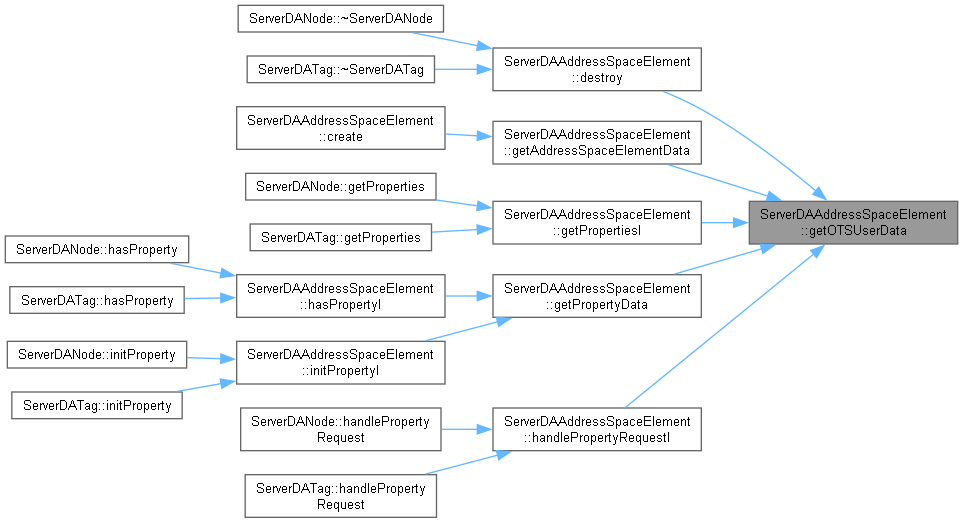 ServerDANode::~ServerDANode
ServerDATag::~ServerDATag
ServerDAAddressSpaceElement
::destroy
ServerDAAddressSpaceElement
::create
ServerDAAddressSpaceElement
::getAddressSpaceElementData
ServerDANode::getProperties
ServerDATag::getProperties
ServerDAAddressSpaceElement
::getPropertiesI
ServerDAAddressSpaceElement
::getOTSUserData
ServerDANode::hasProperty
ServerDATag::hasProperty
ServerDAAddressSpaceElement
::hasPropertyI
ServerDAAddressSpaceElement
::getPropertyData
ServerDANode::initProperty
ServerDATag::initProperty
ServerDAAddressSpaceElement
::initPropertyI
ServerDANode::handleProperty
Request
ServerDATag::handleProperty
Request
ServerDAAddressSpaceElement
::handlePropertyRequestI